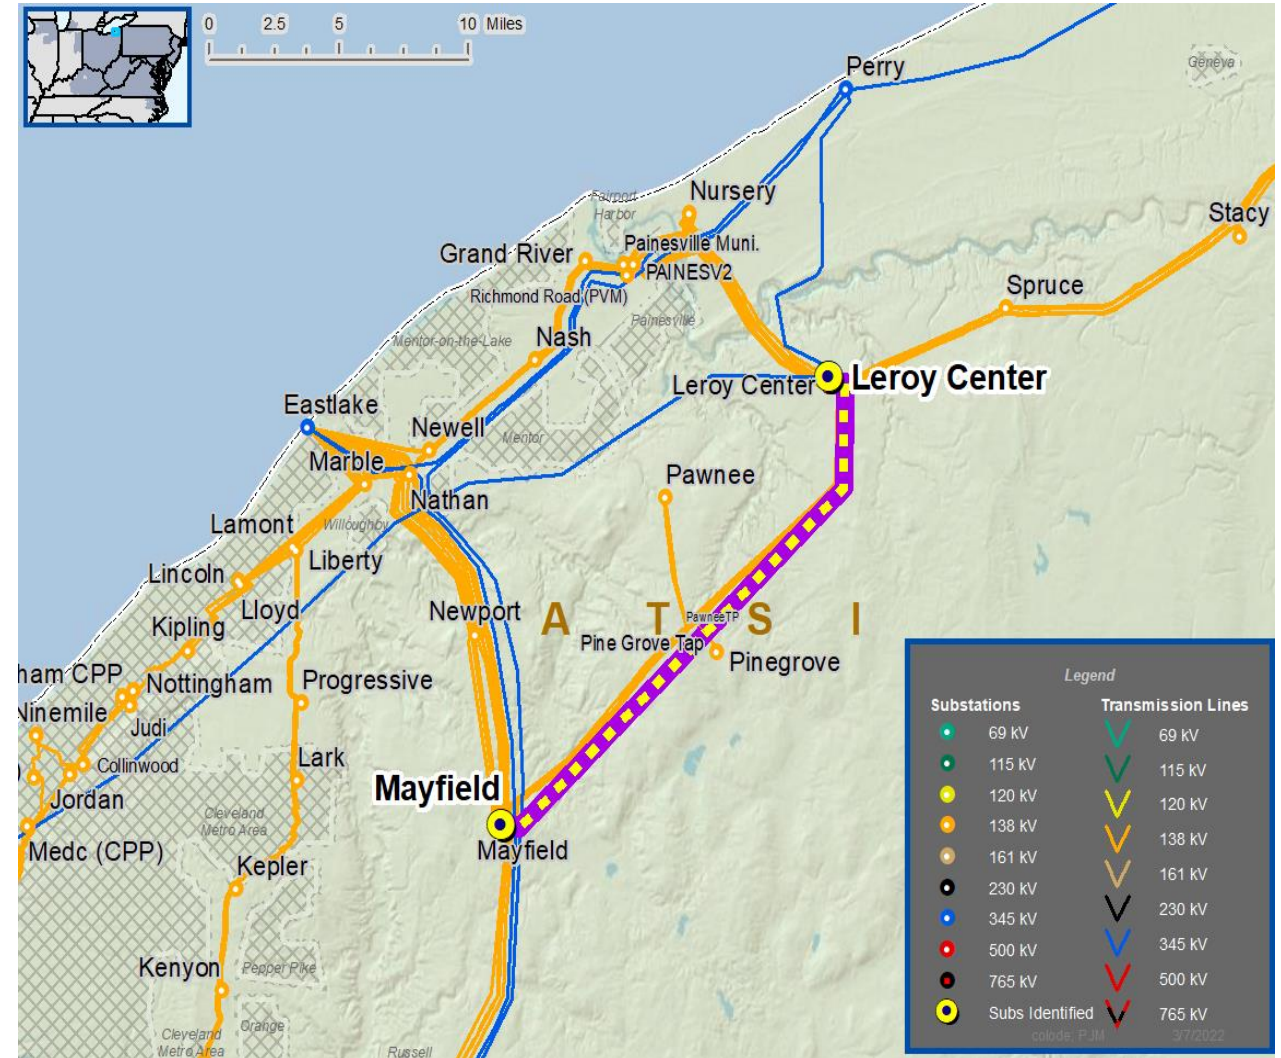 0 2.5 5 10 Miles
Perry
Geneva
Nursery
Fairport
Harbor
Stacy
Painesville Muni.
Grand River
PAINESV2
Spruce
Richmond Road (PVM)
Painesville
Nash
Mentor-on-the-Lake
Leroy Center
Leroy Center
Eastlake
Newell
Mentor
Marble
Pawnee
Nathan
Lamont
Willoughby
Liberty
Lincoln
Lloyd
Newport
A T S I
PawneeTP
Kipling
Pine Grove Tap
Pinegrove
ham CPP
Nottingham
Progressive
Ninemile
Judi
Collinwood
Lark
)
Jordan
Mayfield
Cleveland
Metro Area
Medc (CPP)
Mayfield
Kepler
Kenyon
Pepper Pike
Orange
Cleveland
Metro Area
Russell
Legend
Substations
69 kV
115 kV
120 kV
138 kV
161 kV
230 kV
345 kV
500 kV
765 kV
Subs Identified
Transmission Lines
69 kV
115 kV
120 kV
138 kV
161 kV
230 kV
345 kV
500 kV
765 kV
colode: PJM 3/7/2022